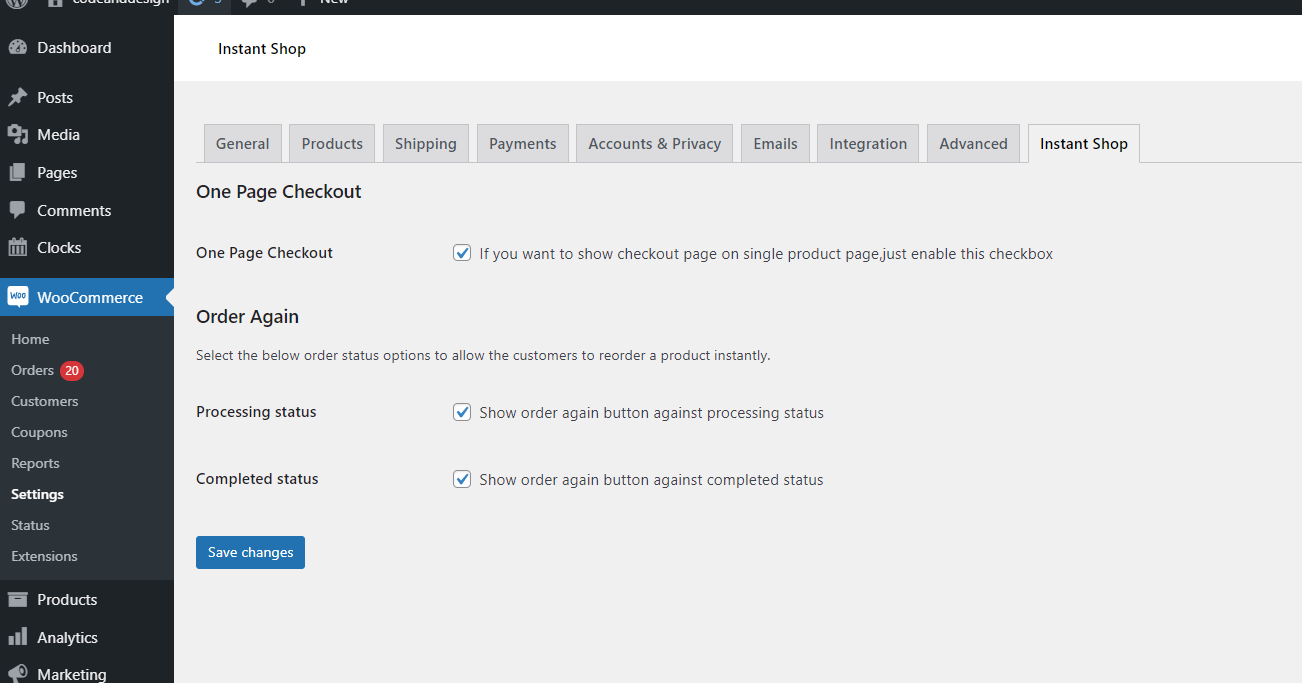 codeanddesign 3 0 New
Instant Shop
Dashboard
Posts
Media
Pages
Comments
Clocks
WooCommerce
Home
Orders 20
Customers
Coupons
Reports
Settings
Status
Extensions
Products
Analytics
Marketing
General Products Shipping Payments Accounts & Privacy Emails Integration Advanced Instant Shop
One Page Checkout
One Page Checkout If you want to show checkout page on single product page,just enable this checkbox
Order Again
Select the below order status options to allow the customers to reorder a product instantly.
Processing status Show order again button against processing status
Completed status Show order again button against completed status
Save changes